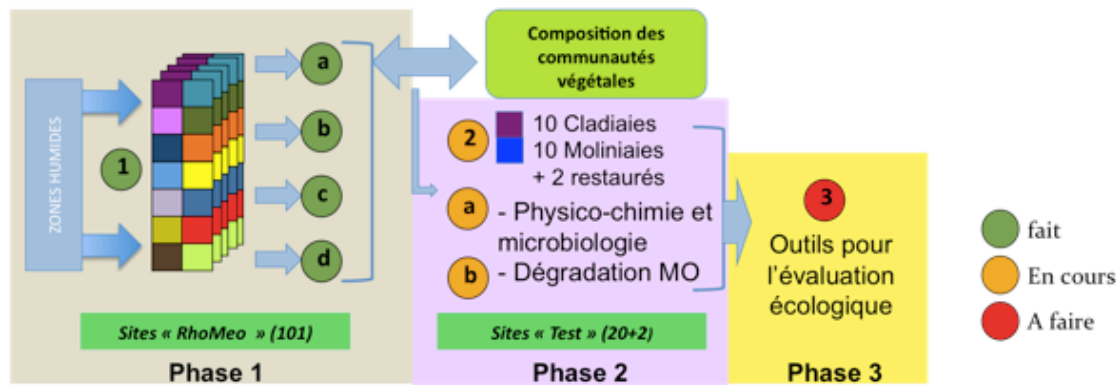 ZONES HUMIDES
1
a
b
c
d
Sites « RhoMeo » (101)
Phase 1
Composition des
communautés
végétales
2
10 Cladiaies
10 Moliniaies
+ 2 restaurés
a
- Physico-chimie et
microbiologie
b
- Dégradation MO
Sites « Test » (20+2)
Phase 2
3
Outils pour
l'évaluation
écologique
Phase 3
fait
En cours
A faire